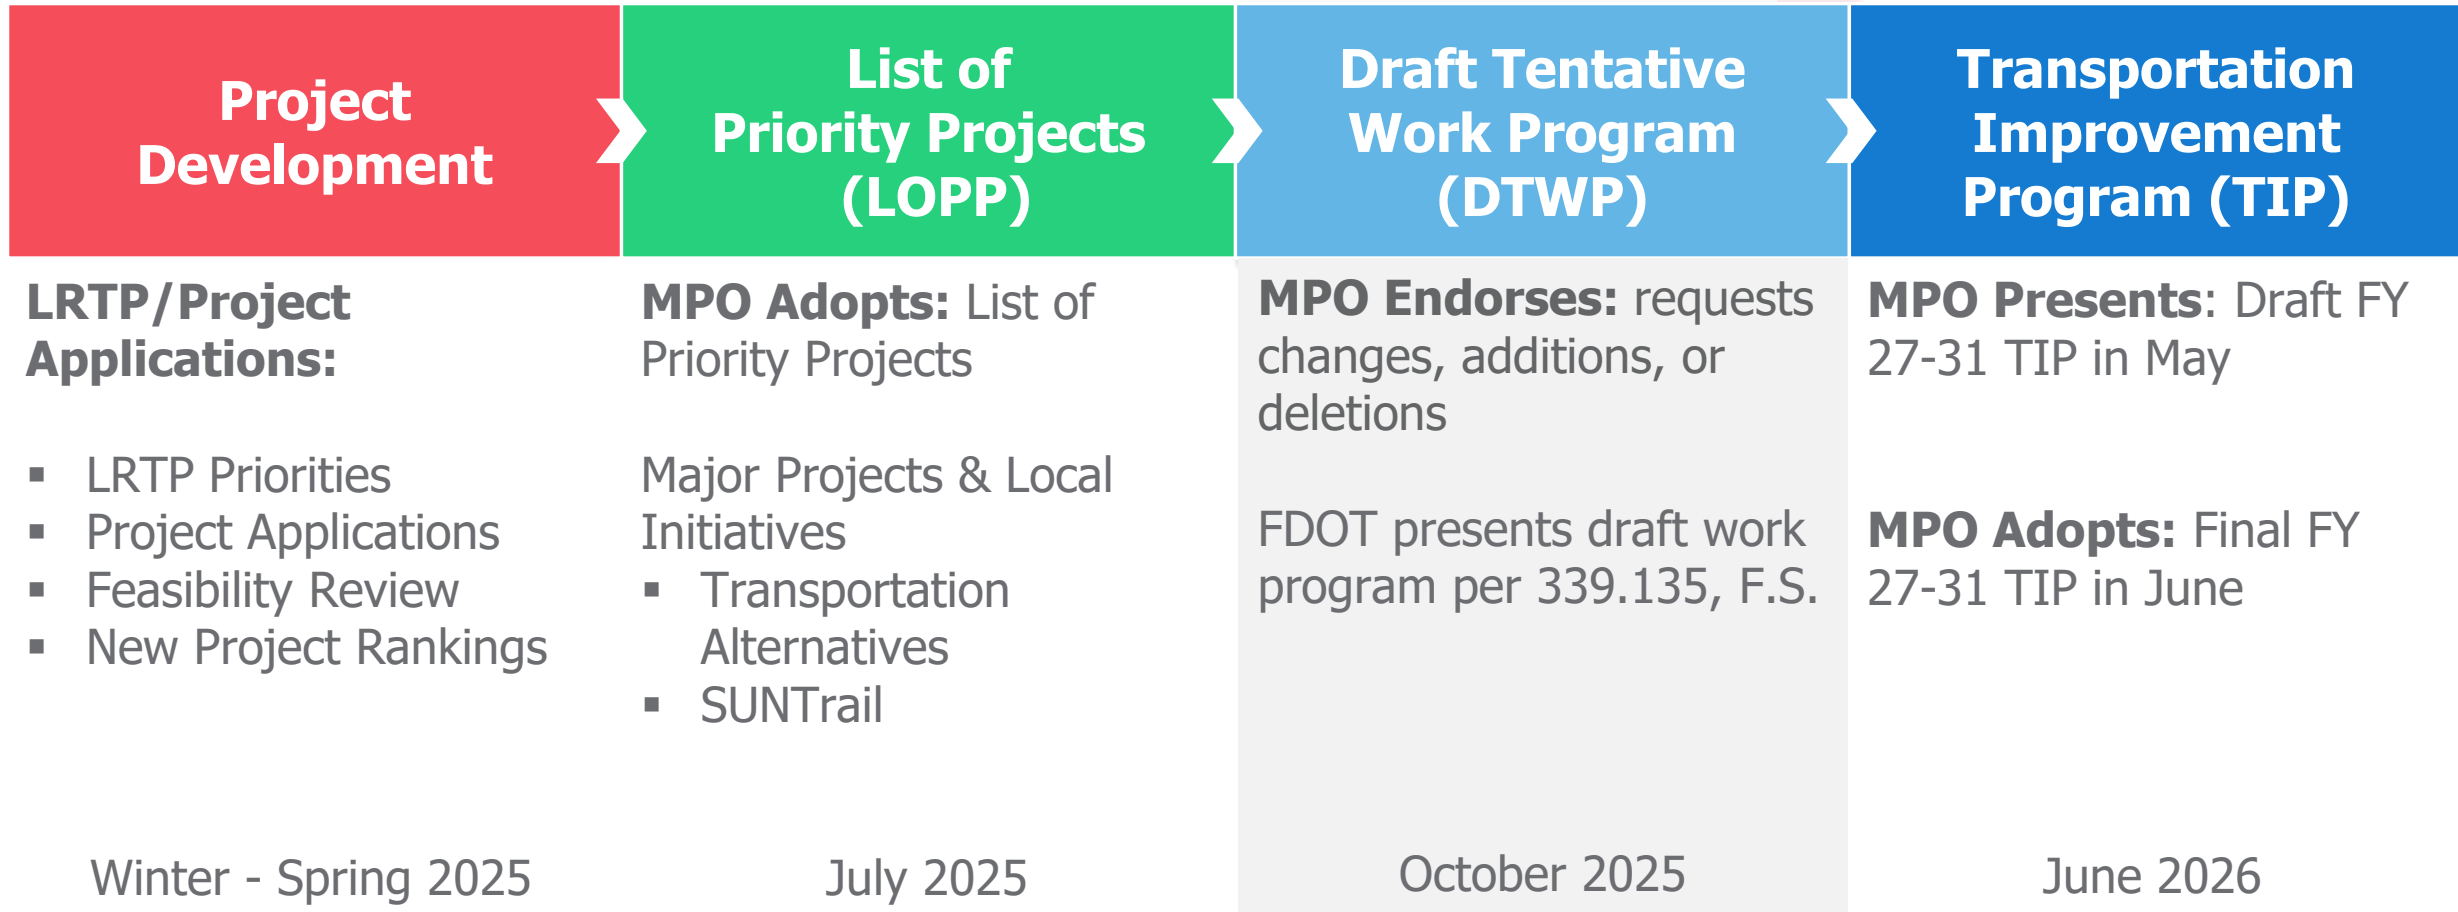 Project
Development
List of
Priority Projects
(LOPP)
Draft Tentative
Work Program
(DTWP)
Transportation
Improvement
Program (TIP)
LRTP/Project
Applications:
▪ LRTP Priorities
▪ Project Applications
▪ Feasibility Review
▪ New Project Rankings
Winter - Spring 2025
MPO Adopts: List of
Priority Projects
Major Projects & Local
Initiatives
▪ Transportation
Alternatives
▪ SUNTrail
July 2025
MPO Endorses: requests
changes, additions, or
deletions
FDOT presents draft work
program per 339.135, F.S.
October 2025
MPO Presents: Draft FY
27-31 TIP in May
MPO Adopts: Final FY
27-31 TIP in June
June 2026